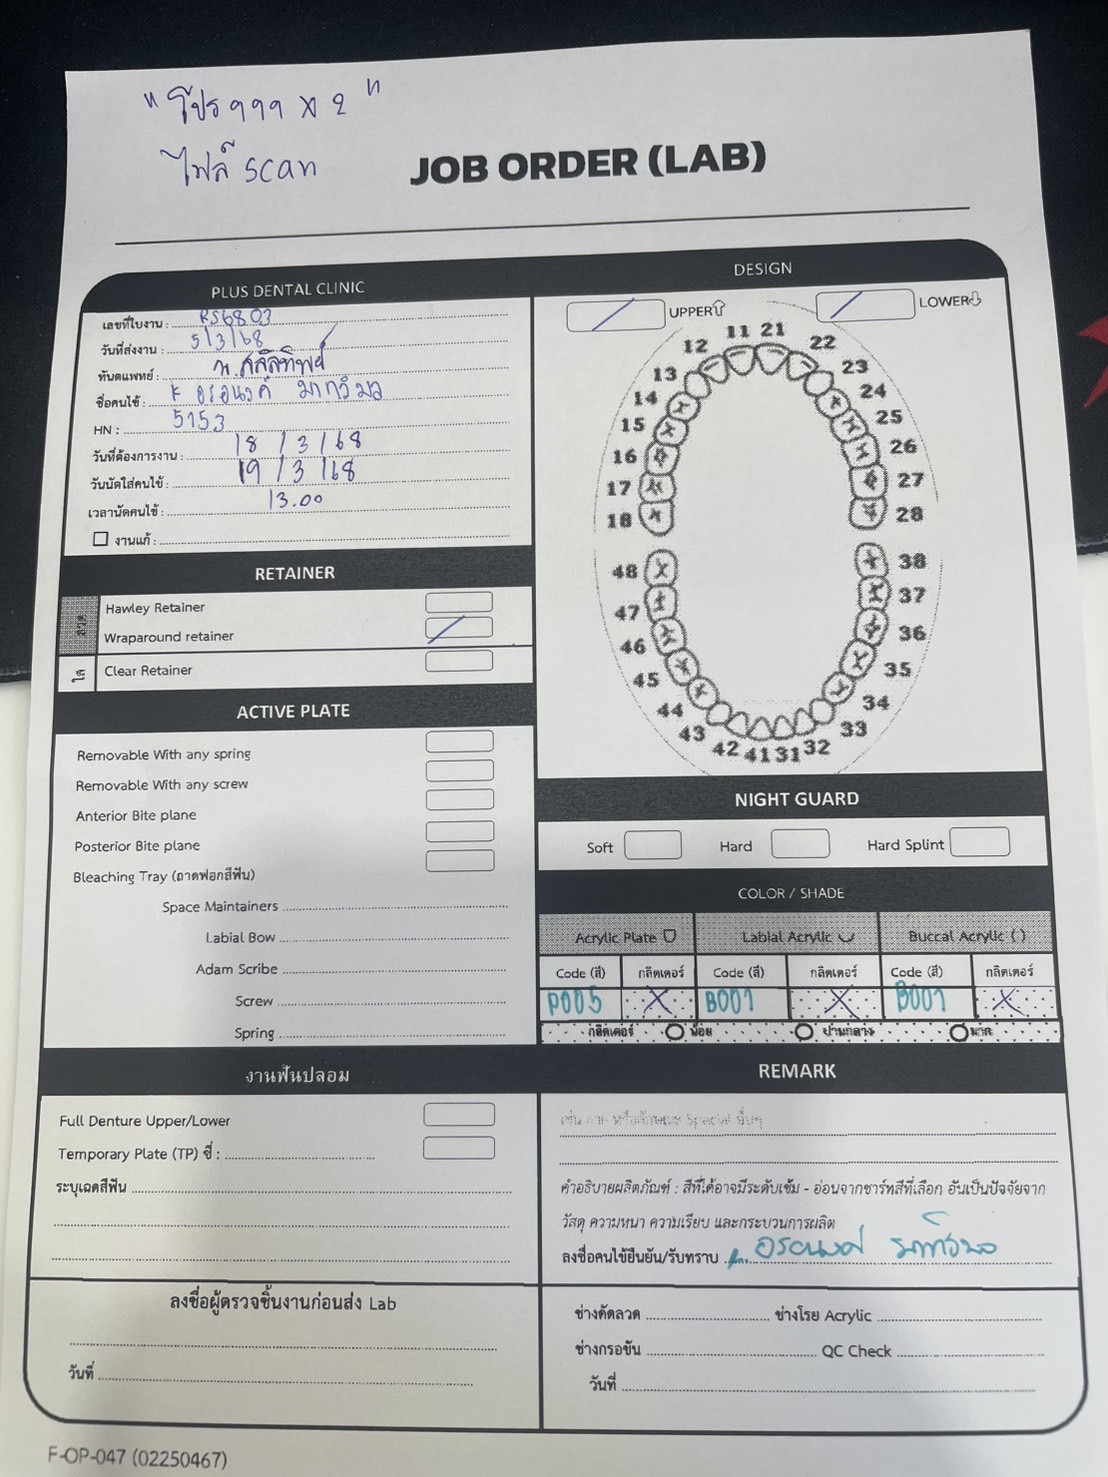 "โปร ๆๆๆ x 2"
ไฟล์ scan
JOB ORDER (LAB)
PLUS DENTAL CLINIC
เลขที่ใบงาน : RS6803
วันที่ส่งงาน : 5/3/68
ทันตแพทย์ : ท.สลิลทิพย์
ชื่อคนไข้ : อรอนงค์
HN : 5153
วันที่ต้องการงาน : 18/3/68
วันนัดใส่คนไข้ : 19/3/68
เวลานัดคนไข้ : 13.00
งานแก้ :
DESIGN
UPPER
LOWER
11 21
12 22
13 23
14 24
15 25
16 26
17 27
18 28
48 38
47 37
46 36
45 35
44 34
43 33
42 41 31 32
RETAINER
ลวด
Hawley Retainer
Wraparound retainer
ใส
Clear Retainer
ACTIVE PLATE
Removable With any spring
Removable With any screw
Anterior Bite plane
Posterior Bite plane
Bleaching Tray (ถาดฟอกสีฟัน)
Space Maintainers
Labial Bow
Adam Scribe
Screw
Spring
NIGHT GUARD
Soft Hard Hard Splint
COLOR / SHADE
Acrylic Plate Labial Acrylic Buccal Acrylic ( )
Code (สี) กลิตเตอร์ Code (สี) กลิตเตอร์ Code (สี) กลิตเตอร์
P005 X B001 X B001 X
กลิตเตอร์ น้อย ปานกลาง มาก
งานฟันปลอม
Full Denture Upper/Lower
Temporary Plate (TP) ซี่ :
ระบุเฉดสีฟัน
REMARK
เช่น ลาย หรือลักษณะ Special อื่นๆ
คำอธิบายผลิตภัณฑ์ : สีที่ได้อาจมีระดับเข้ม - อ่อนจากชาร์ทสีที่เลือก อันเป็นปัจจัยจาก
วัสดุ ความหนา ความเรียบ และกระบวนการผลิต
ลงชื่อคนไข้ยืนยัน/รับทราบ อรอนงค์
ลงชื่อผู้ตรวจชิ้นงานก่อนส่ง Lab
วันที่
ช่างดัดลวด ช่างโรย Acrylic
ช่างกรอขัน QC Check
วันที่
F-OP-047 (02250467)